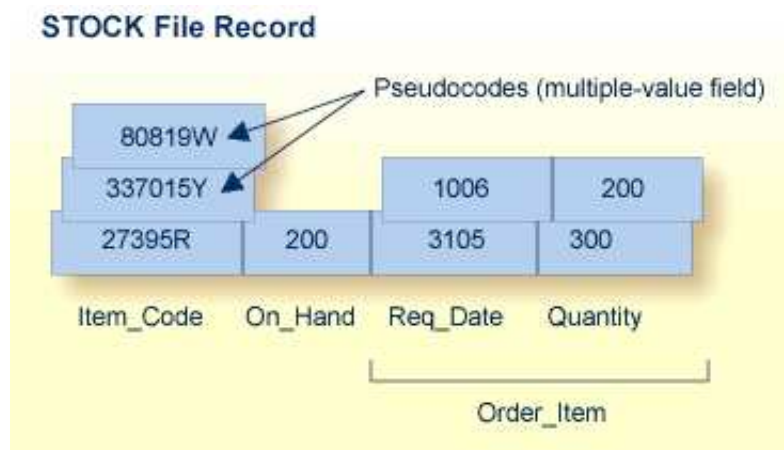 STOCK File Record
Pseudocodes (multiple-value field)
80819W
337015Y 1006 200
27395R 200 3105 300
Item_Code On_Hand Req_Date Quantity
Order_Item